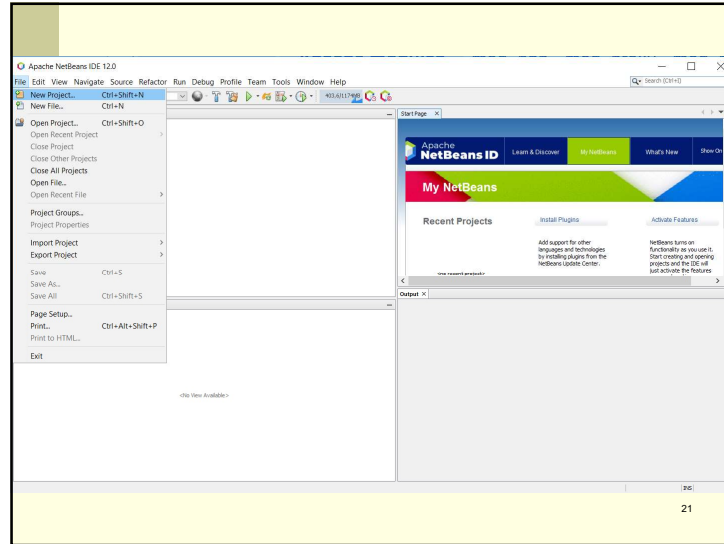 Apache NetBeans IDE 12.0
File Edit View Navigate Source Refactor Run Debug Profile Team Tools Window Help
Search (Ctrl+I)
New Project... Ctrl+Shift+N
New File... Ctrl+N
Open Project... Ctrl+Shift+O
Open Recent Project
Close Project
Close Other Projects
Close All Projects
Open File...
Open Recent File
Project Groups...
Project Properties
Import Project
Export Project
Save Ctrl+S
Save As...
Save All Ctrl+Shift+S
Page Setup...
Print... Ctrl+Alt+Shift+P
Print to HTML...
Exit
<No View Available>
Start Page
Apache
NetBeans ID
Learn & Discover
My NetBeans
What's New
Show On
My NetBeans
Recent Projects
<no recent project>
Install Plugins
Add support for other
languages and technologies
by installing plugins from the
NetBeans Update Center.
Activate Features
NetBeans turns on
functionality as you use it.
Start creating and opening
projects and the IDE will
just activate the features
Output
INS
21